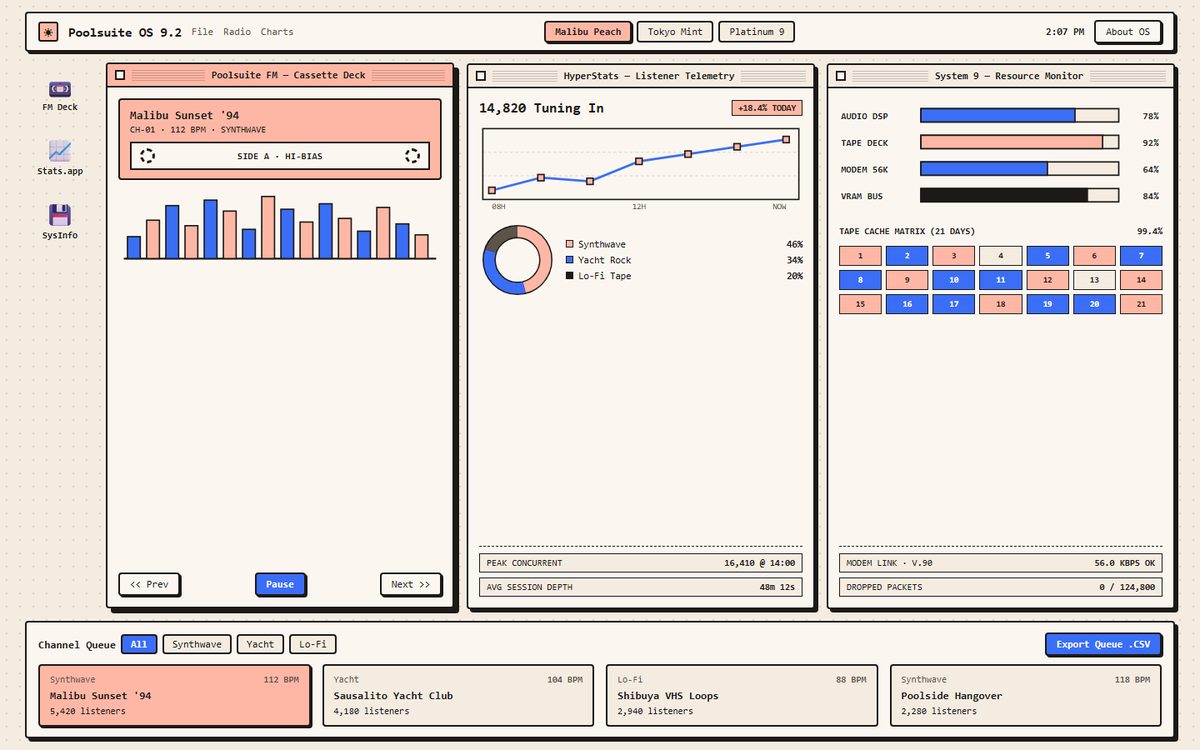 Poolsuite OS 9.2 File Radio Charts Malibu Peach Tokyo Mint Platinum 9 2:07 PM About OS
FM Deck
Stats.app
SysInfo
Poolsuite FM — Cassette Deck
Malibu Sunset '94
CH-01 · 112 BPM · SYNTHWAVE
SIDE A · HI-BIAS
<< Prev Pause Next >>
HyperStats — Listener Telemetry
14,820 Tuning In +18.4% TODAY
08H 12H NOW
Synthwave 46%
Yacht Rock 34%
Lo-Fi Tape 20%
PEAK CONCURRENT 16,410 @ 14:00
AVG SESSION DEPTH 48m 12s
System 9 — Resource Monitor
AUDIO DSP 78%
TAPE DECK 92%
MODEM 56K 64%
VRAM BUS 84%
TAPE CACHE MATRIX (21 DAYS) 99.4%
1 2 3 4 5 6 7
8 9 10 11 12 13 14
15 16 17 18 19 20 21
MODEM LINK · V.90 56.0 KBPS OK
DROPPED PACKETS 0 / 124,800
Channel Queue All Synthwave Yacht Lo-Fi Export Queue .CSV
Synthwave 112 BPM
Malibu Sunset '94
5,420 listeners
Yacht 104 BPM
Sausalito Yacht Club
4,180 listeners
Lo-Fi 88 BPM
Shibuya VHS Loops
2,940 listeners
Synthwave 118 BPM
Poolside Hangover
2,280 listeners